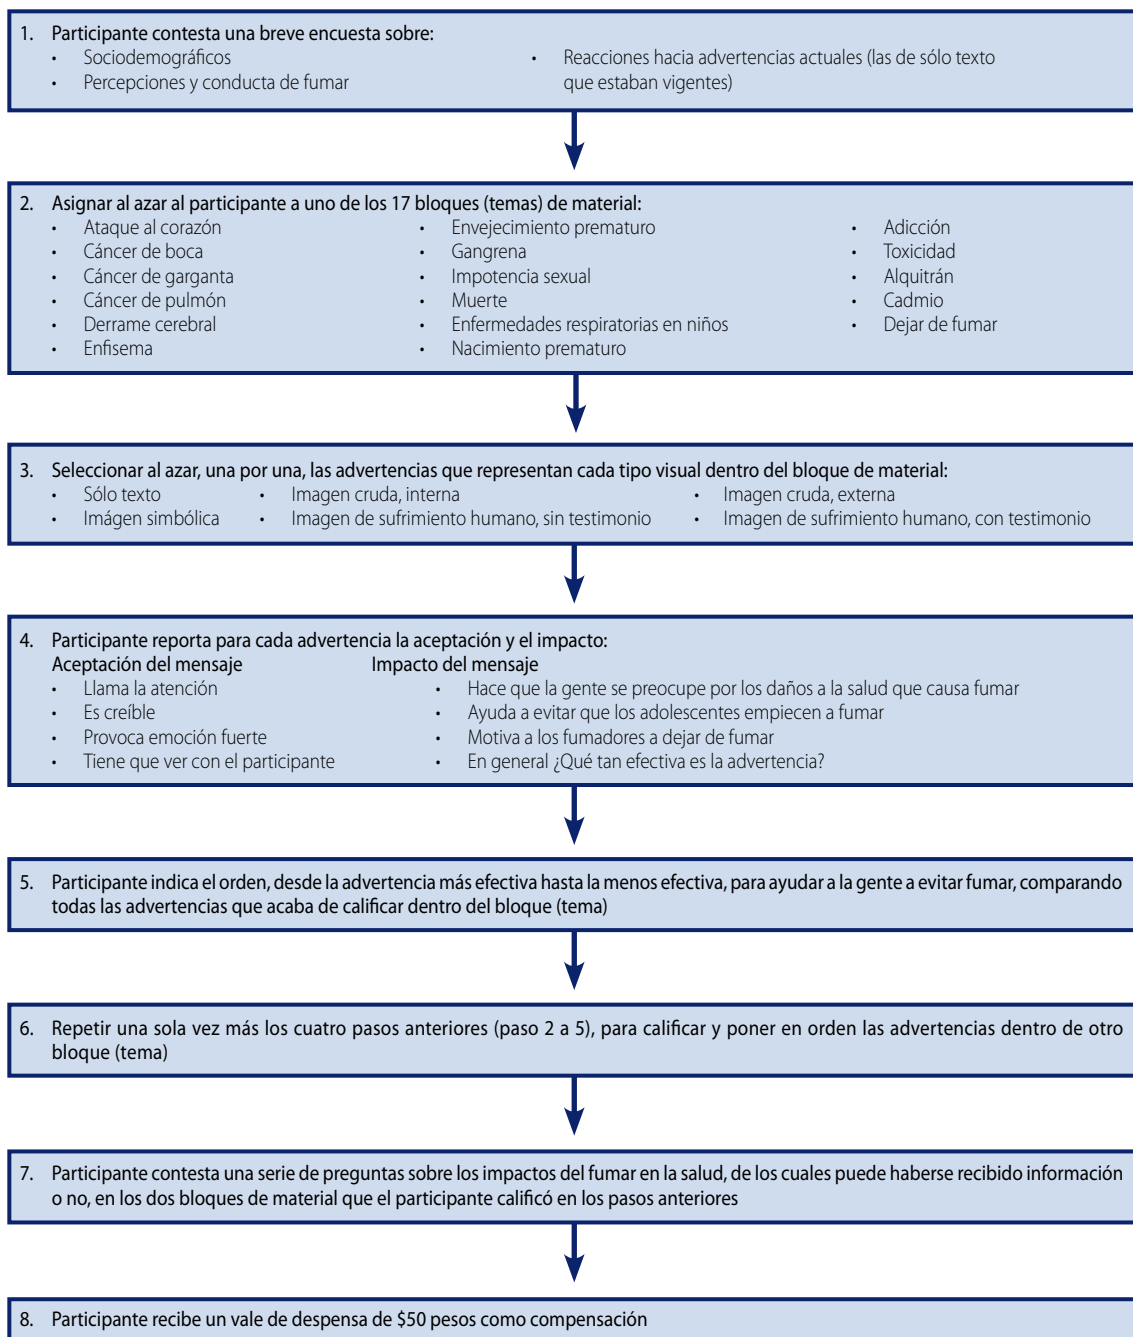 1. Participante contesta una breve encuesta sobre:
• Sociodemográficos
• Percepciones y conducta de fumar
• Reacciones hacia advertencias actuales (las de sólo texto
que estaban vigentes)
2. Asignar al azar al participante a uno de los 17 bloques (temas) de material:
• Ataque al corazón
• Cáncer de boca
• Cáncer de garganta
• Cáncer de pulmón
• Derrame cerebral
• Enfisema
• Envejecimiento prematuro
• Gangrena
• Impotencia sexual
• Muerte
• Enfermedades respiratorias en niños
• Nacimiento prematuro
• Adicción
• Toxicidad
• Alquitrán
• Cadmio
• Dejar de fumar
3. Seleccionar al azar, una por una, las advertencias que representan cada tipo visual dentro del bloque de material:
• Sólo texto
• Imágen simbólica
• Imagen cruda, interna
• Imagen de sufrimiento humano, sin testimonio
• Imagen cruda, externa
• Imagen de sufrimiento humano, con testimonio
4. Participante reporta para cada advertencia la aceptación y el impacto:
Aceptación del mensaje
• Llama la atención
• Es creíble
• Provoca emoción fuerte
• Tiene que ver con el participante
Impacto del mensaje
• Hace que la gente se preocupe por los daños a la salud que causa fumar
• Ayuda a evitar que los adolescentes empiecen a fumar
• Motiva a los fumadores a dejar de fumar
• En general ¿Qué tan efectiva es la advertencia?
5. Participante indica el orden, desde la advertencia más efectiva hasta la menos efectiva, para ayudar a la gente a evitar fumar, comparando
todas las advertencias que acaba de calificar dentro del bloque (tema)
6. Repetir una sola vez más los cuatro pasos anteriores (paso 2 a 5), para calificar y poner en orden las advertencias dentro de otro
bloque (tema)
7. Participante contesta una serie de preguntas sobre los impactos del fumar en la salud, de los cuales puede haberse recibido información
o no, en los dos bloques de material que el participante calificó en los pasos anteriores
8. Participante recibe un vale de despensa de $50 pesos como compensación